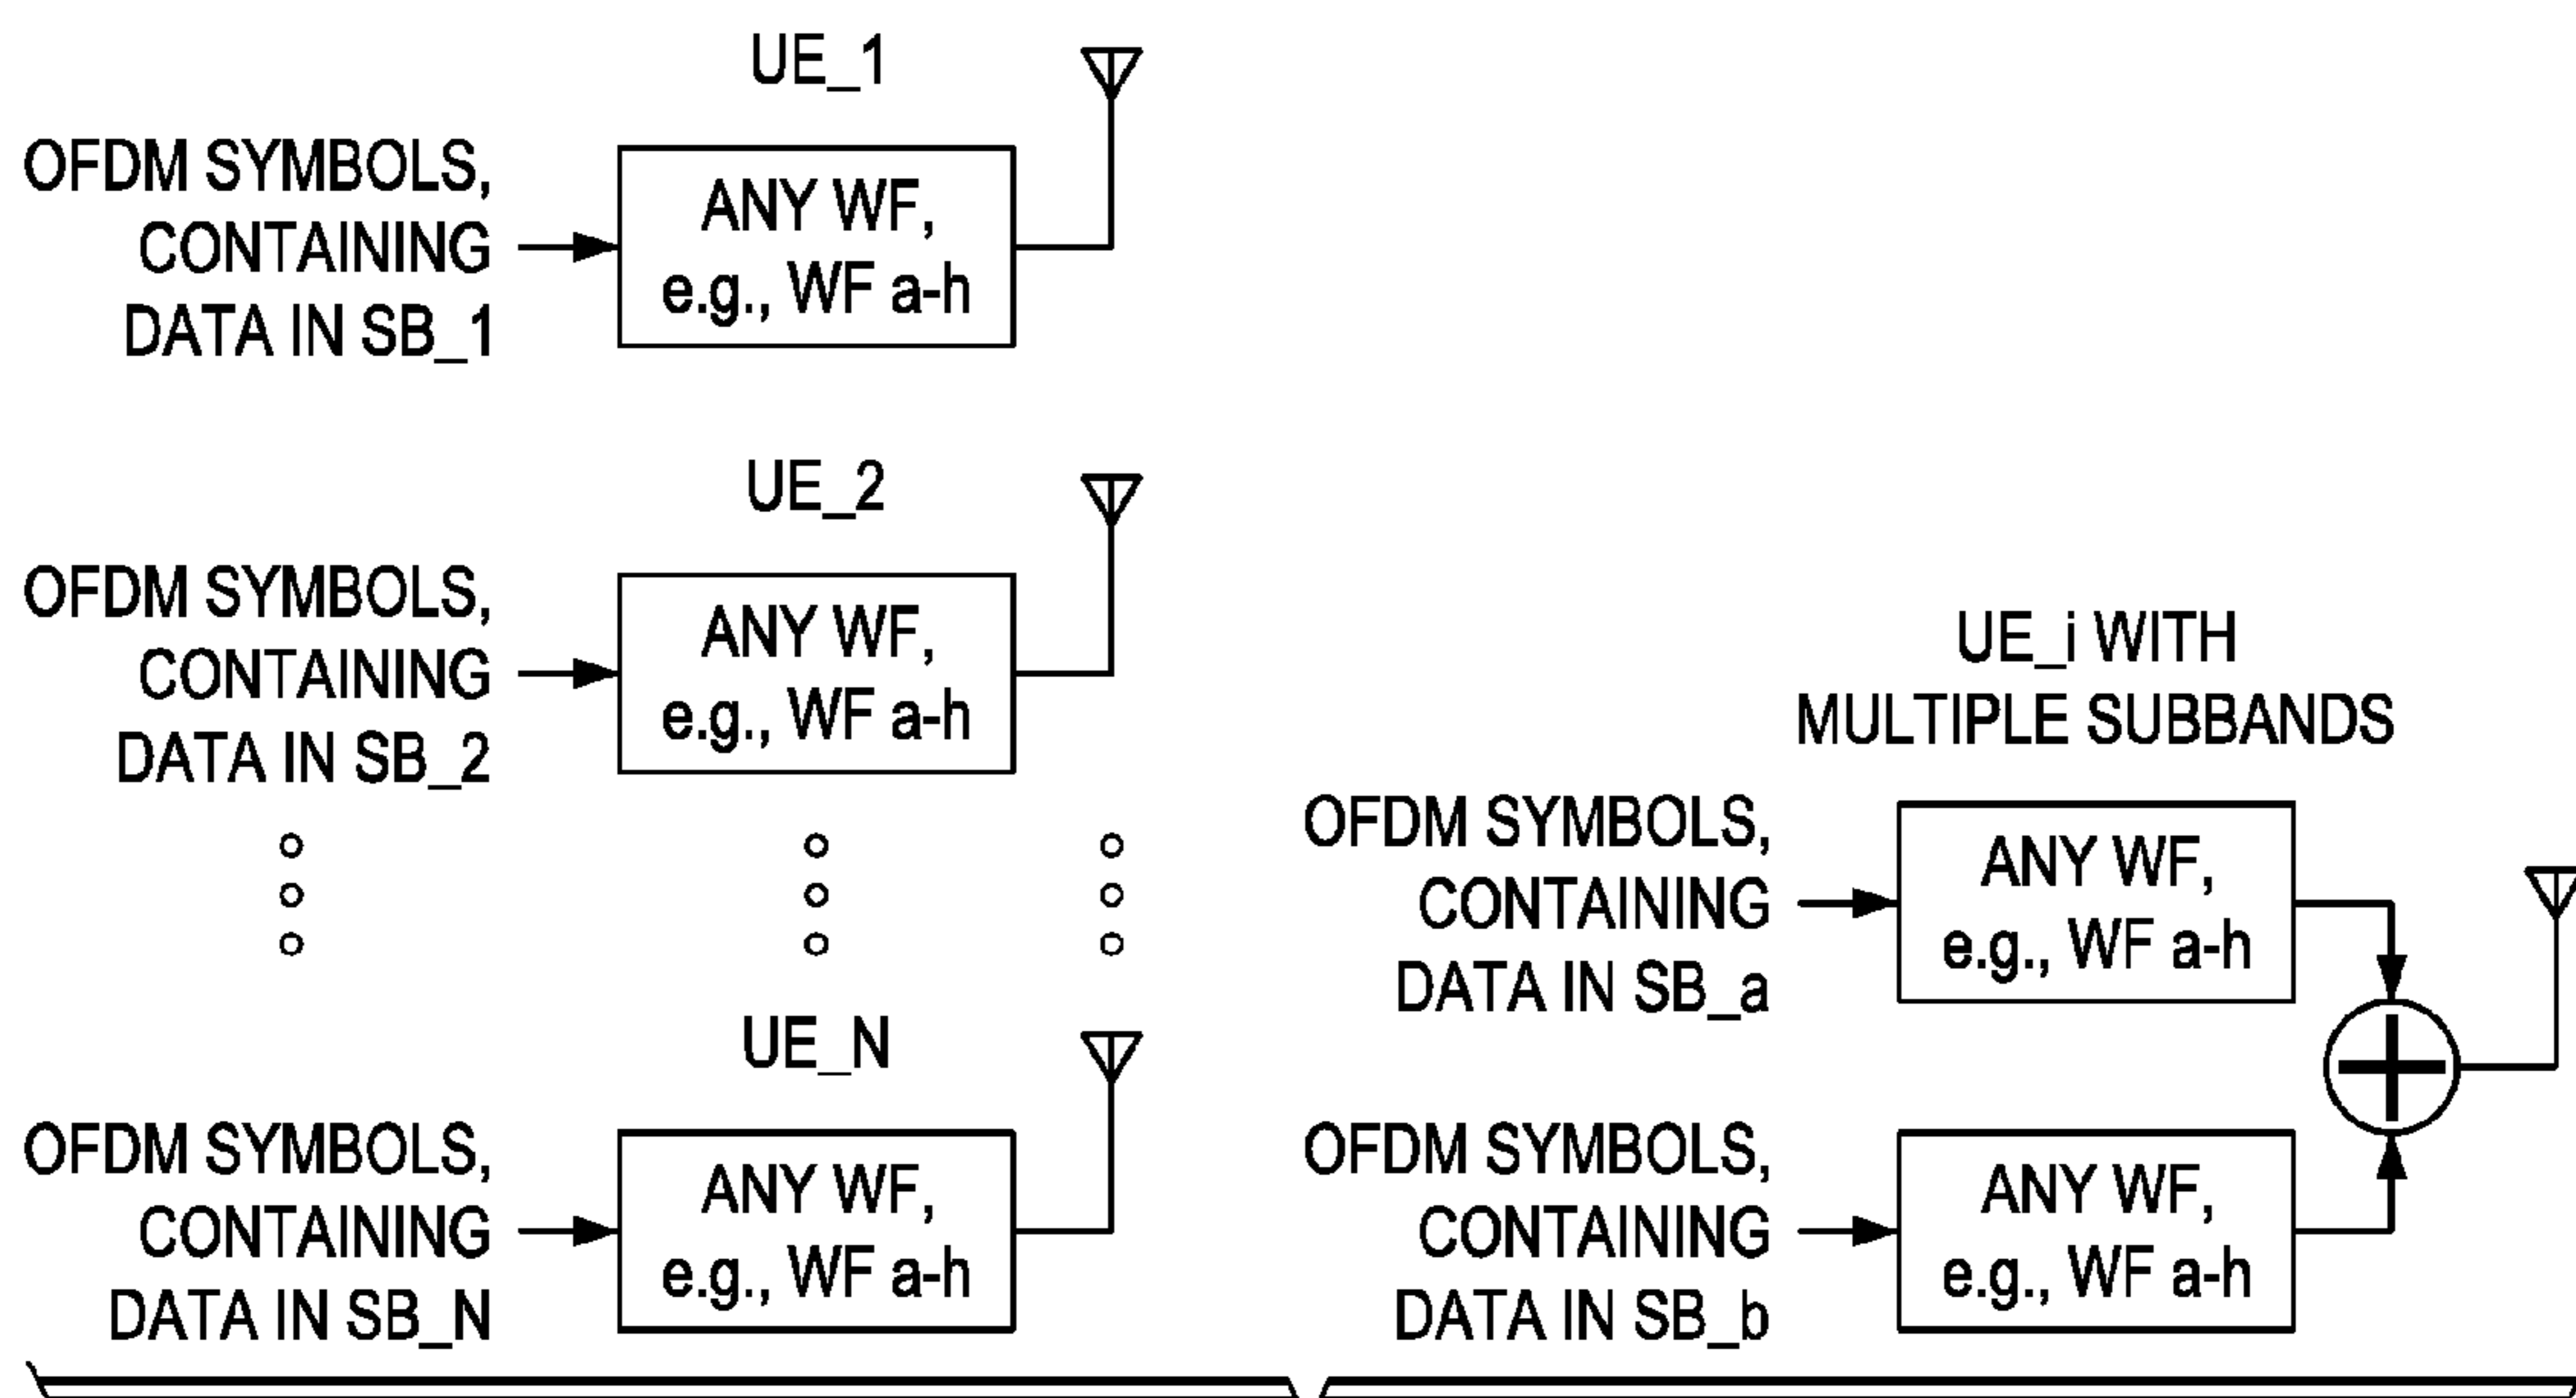 UE_1
OFDM SYMBOLS,
CONTAINING
DATA IN SB_1
ANY WF,
e.g., WF a-h
UE_2
OFDM SYMBOLS,
CONTAINING
DATA IN SB_2
ANY WF,
e.g., WF a-h
UE_N
OFDM SYMBOLS,
CONTAINING
DATA IN SB_N
ANY WF,
e.g., WF a-h
UE_i WITH
MULTIPLE SUBBANDS
OFDM SYMBOLS,
CONTAINING
DATA IN SB_a
ANY WF,
e.g., WF a-h
OFDM SYMBOLS,
CONTAINING
DATA IN SB_b
ANY WF,
e.g., WF a-h